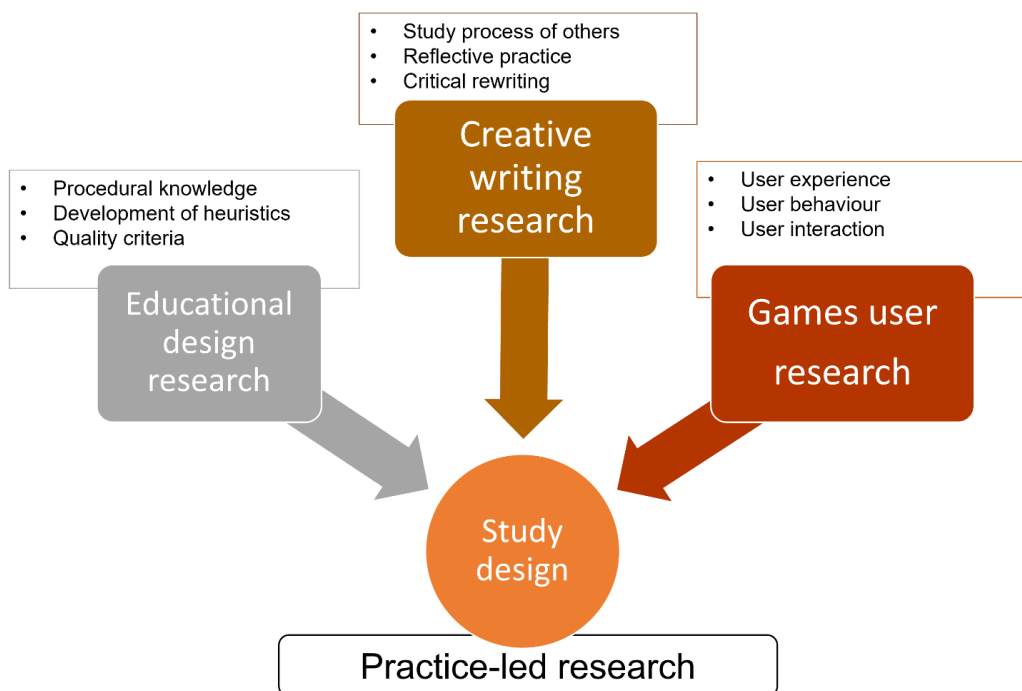 • Study process of others
• Reflective practice
• Critical rewriting
Creative
writing
research
• Procedural knowledge
• Development of heuristics
• Quality criteria
Educational
design
research
• User experience
• User behaviour
• User interaction
Games user
research
Study
design
Practice-led research